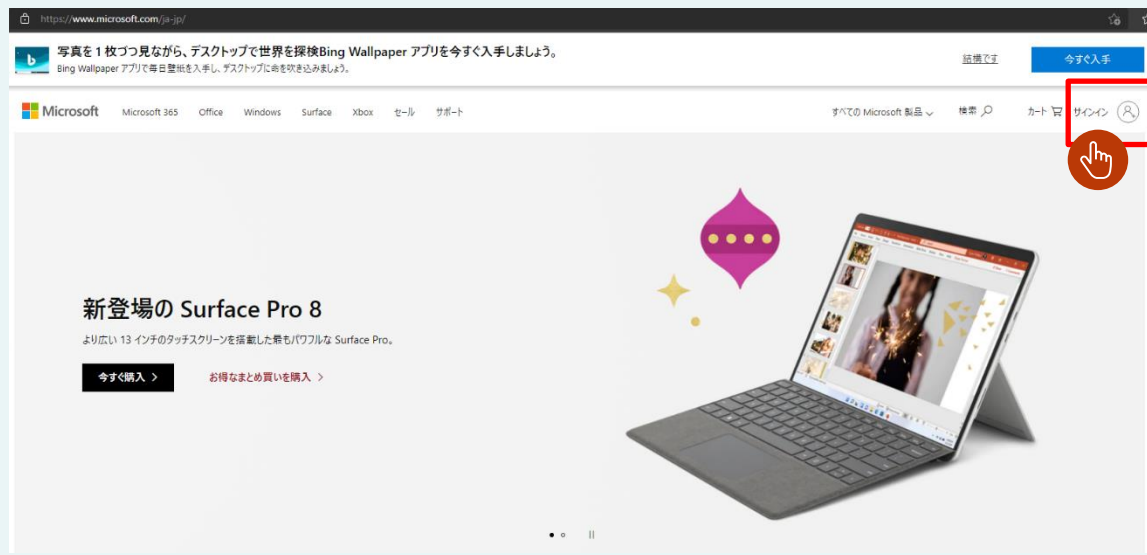 https://www.microsoft.com/ja-jp/
写真を 1 枚づつ見ながら、デスクトップで世界を探検Bing Wallpaper アプリを今すぐ入手しましょう。
Bing Wallpaper アプリで毎日壁紙を入手し、デスクトップに命を吹き込みましょう。
結構です
今すぐ入手
Microsoft
Microsoft 365 Office Windows Surface Xbox セール サポート
すべての Microsoft 製品 検索 カート サインイン
新登場の Surface Pro 8
より広い 13 インチのタッチスクリーンを搭載した最もパワフルな Surface Pro。
今すぐ購入 >
お得なまとめ買いを購入 >